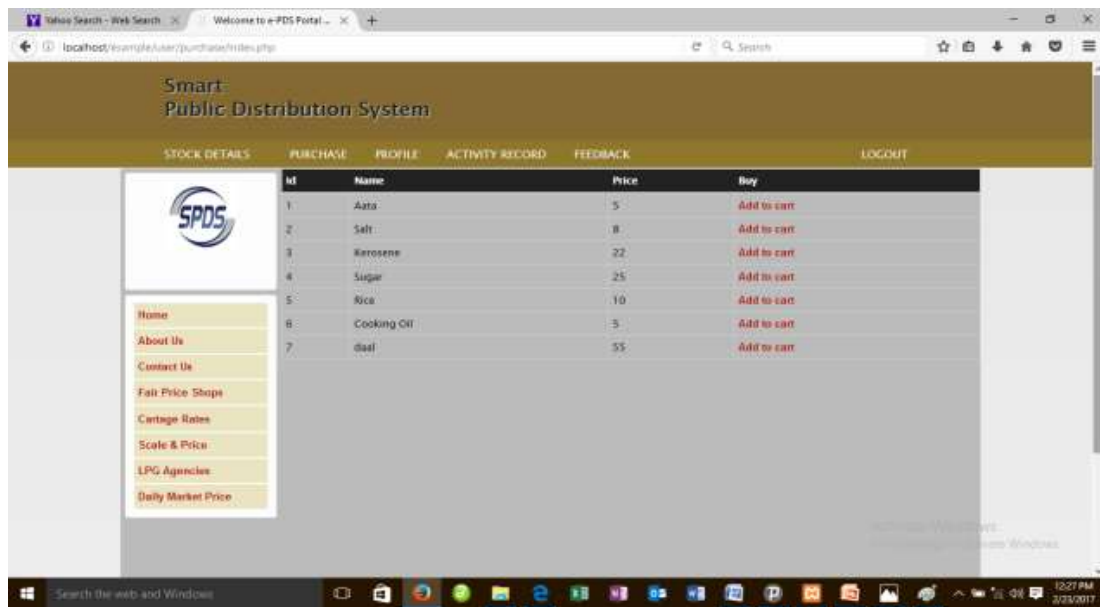 Yahoo Search - Web Search
Welcome to e-PDS Portal ...
localhost/example/user/purchase/index.php
Search
Smart
Public Distribution System
STOCK DETAILS PURCHASE PROFILE ACTIVITY RECORD FEEDBACK LOGOUT
SPDS
Id Name Price Buy
1 Aata 5 Add to cart
2 Salt 8 Add to cart
3 Kerosene 22 Add to cart
4 Sugar 25 Add to cart
5 Rice 10 Add to cart
6 Cooking Oil 5 Add to cart
7 daal 55 Add to cart
Home
About Us
Contact Us
Fair Price Shops
Cartage Rates
Scale & Price
LPG Agencies
Daily Market Price
Search the web and Windows
12:27 PM
2/23/2017